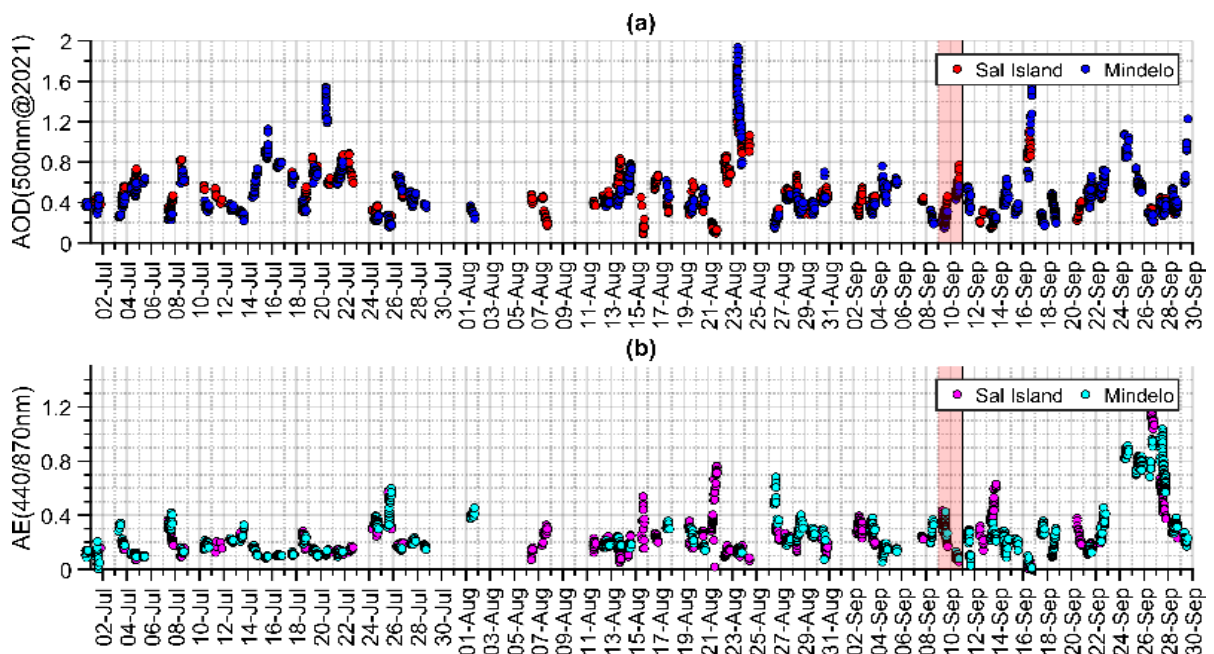 (a)
AOD(500nm@2021)
2
1.6
1.2
0.8
0.4
0
Sal Island Mindelo
02-Jul 04-Jul 06-Jul 08-Jul 10-Jul 12-Jul 14-Jul 16-Jul 18-Jul 20-Jul 22-Jul 24-Jul 26-Jul 28-Jul 30-Jul 01-Aug 03-Aug 05-Aug 07-Aug 09-Aug 11-Aug 13-Aug 15-Aug 17-Aug 19-Aug 21-Aug 23-Aug 25-Aug 27-Aug 29-Aug 31-Aug 02-Sep 04-Sep 06-Sep 08-Sep 10-Sep 12-Sep 14-Sep 16-Sep 18-Sep 20-Sep 22-Sep 24-Sep 26-Sep 28-Sep 30-Sep
(b)
AE(440/870nm)
1.2
0.8
0.4
0
Sal Island Mindelo
02-Jul 04-Jul 06-Jul 08-Jul 10-Jul 12-Jul 14-Jul 16-Jul 18-Jul 20-Jul 22-Jul 24-Jul 26-Jul 28-Jul 30-Jul 01-Aug 03-Aug 05-Aug 07-Aug 09-Aug 11-Aug 13-Aug 15-Aug 17-Aug 19-Aug 21-Aug 23-Aug 25-Aug 27-Aug 29-Aug 31-Aug 02-Sep 04-Sep 06-Sep 08-Sep 10-Sep 12-Sep 14-Sep 16-Sep 18-Sep 20-Sep 22-Sep 24-Sep 26-Sep 28-Sep 30-Sep